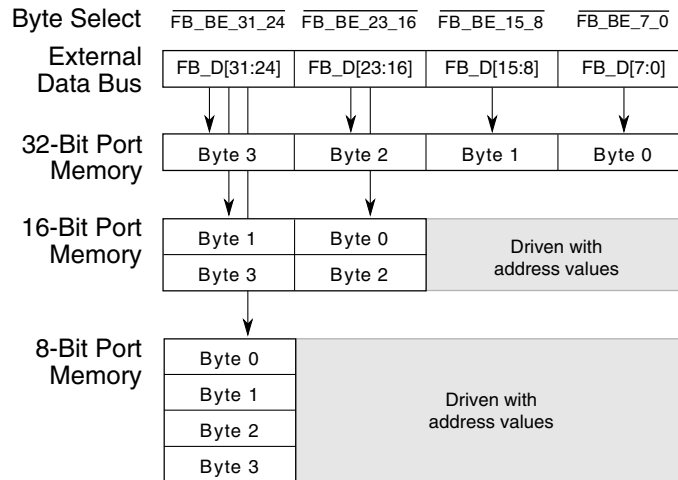 Byte Select FB_BE_31_24 FB_BE_23_16 FB_BE_15_8 FB_BE_7_0
External
Data Bus
FB_D[31:24] FB_D[23:16] FB_D[15:8] FB_D[7:0]
32-Bit Port
Memory
Byte 3 Byte 2 Byte 1 Byte 0
16-Bit Port
Memory
Byte 1 Byte 0
Byte 3 Byte 2
Driven with
address values
8-Bit Port
Memory
Byte 0
Byte 1
Byte 2
Byte 3
Driven with
address values